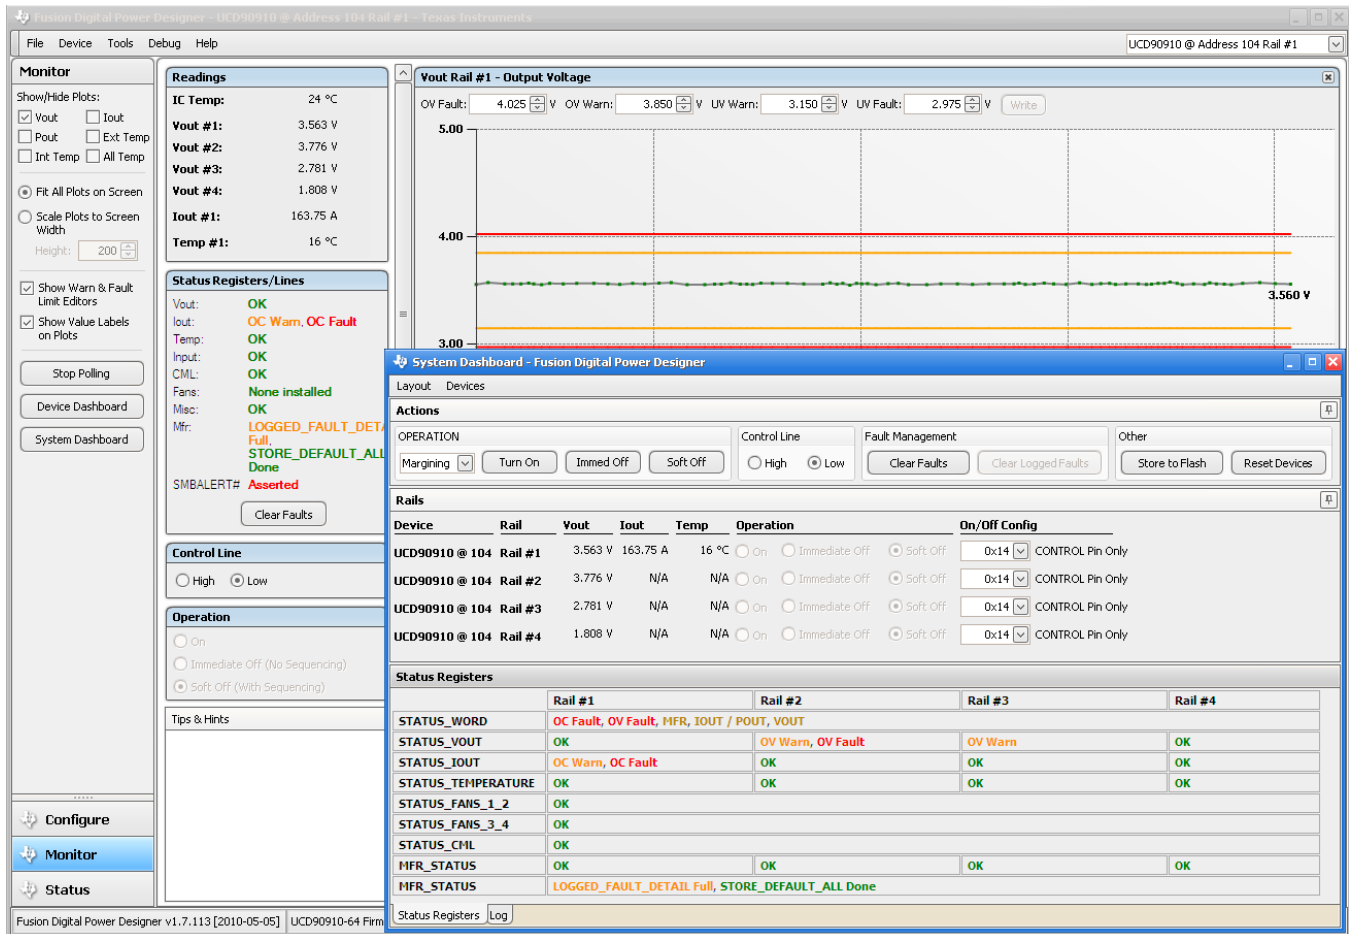 Fusion Digital Power Designer - UCD90910 @ Address 104 Rail #1 - Texas Instruments
File Device Tools Debug Help
UCD90910 @ Address 104 Rail #1
Monitor
Show/Hide Plots:
Vout Iout
Pout Ext Temp
Int Temp All Temp
Fit All Plots on Screen
Scale Plots to Screen
Width
Height: 200
Show Warn & Fault
Limit Editors
Show Value Labels
on Plots
Stop Polling
Device Dashboard
System Dashboard
Configure
Monitor
Status
Readings
IC Temp: 24 °C
Vout #1: 3.563 V
Vout #2: 3.776 V
Vout #3: 2.781 V
Vout #4: 1.808 V
Iout #1: 163.75 A
Temp #1: 16 °C
Status Registers/Lines
Vout: OK
Iout: OC Warn, OC Fault
Temp: OK
Input: OK
CML: OK
Fans: None installed
Misc: OK
Mfr: LOGGED_FAULT_DETA
Full,
STORE_DEFAULT_ALL
Done
SMBALERT# Asserted
Clear Faults
Control Line
High Low
Operation
On
Immediate Off (No Sequencing)
Soft Off (With Sequencing)
Tips & Hints
Vout Rail #1 - Output Voltage
OV Fault: 4.025 V OV Warn: 3.850 V UV Warn: 3.150 V UV Fault: 2.975 V Write
5.00
4.00
3.560 V
3.00
System Dashboard - Fusion Digital Power Designer
Layout Devices
Actions
OPERATION Control Line Fault Management Other
Margining Turn On Immed Off Soft Off High Low Clear Faults Clear Logged Faults Store to Flash Reset Devices
Rails
Device Rail Vout Iout Temp Operation On/Off Config
UCD90910 @ 104 Rail #1 3.563 V 163.75 A 16 °C On Immediate Off Soft Off 0x14 CONTROL Pin Only
UCD90910 @ 104 Rail #2 3.776 V N/A N/A On Immediate Off Soft Off 0x14 CONTROL Pin Only
UCD90910 @ 104 Rail #3 2.781 V N/A N/A On Immediate Off Soft Off 0x14 CONTROL Pin Only
UCD90910 @ 104 Rail #4 1.808 V N/A N/A On Immediate Off Soft Off 0x14 CONTROL Pin Only
Status Registers
Rail #1 Rail #2 Rail #3 Rail #4
STATUS_WORD OC Fault, OV Fault, MFR, IOUT / POUT, VOUT
STATUS_VOUT OK OV Warn, OV Fault OV Warn OK
STATUS_IOUT OC Warn, OC Fault OK OK OK
STATUS_TEMPERATURE OK OK OK OK
STATUS_FANS_1_2 OK
STATUS_FANS_3_4 OK
STATUS_CML OK
MFR_STATUS OK OK OK OK
MFR_STATUS LOGGED_FAULT_DETAIL Full, STORE_DEFAULT_ALL Done
Status Registers Log
Fusion Digital Power Designer v1.7.113 [2010-05-05] UCD90910-64 Firm